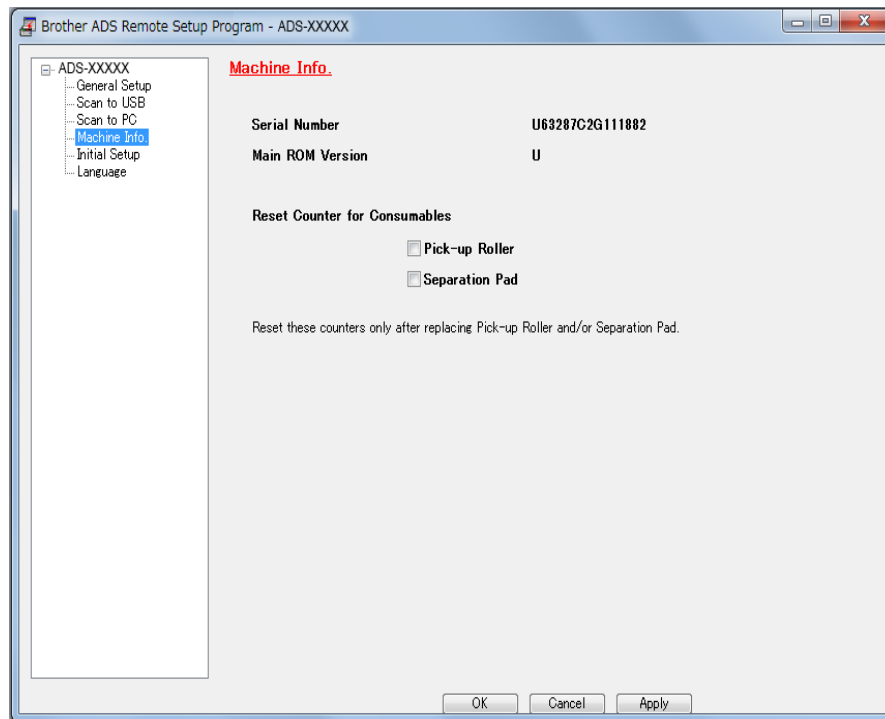 Brother ADS Remote Setup Program - ADS-XXXXX
ADS-XXXXX
General Setup
Scan to USB
Scan to PC
Machine Info.
Initial Setup
Language
Machine Info.
Serial Number U63287C2G111882
Main ROM Version U
Reset Counter for Consumables
Pick-up Roller
Separation Pad
Reset these counters only after replacing Pick-up Roller and/or Separation Pad.
OK Cancel Apply